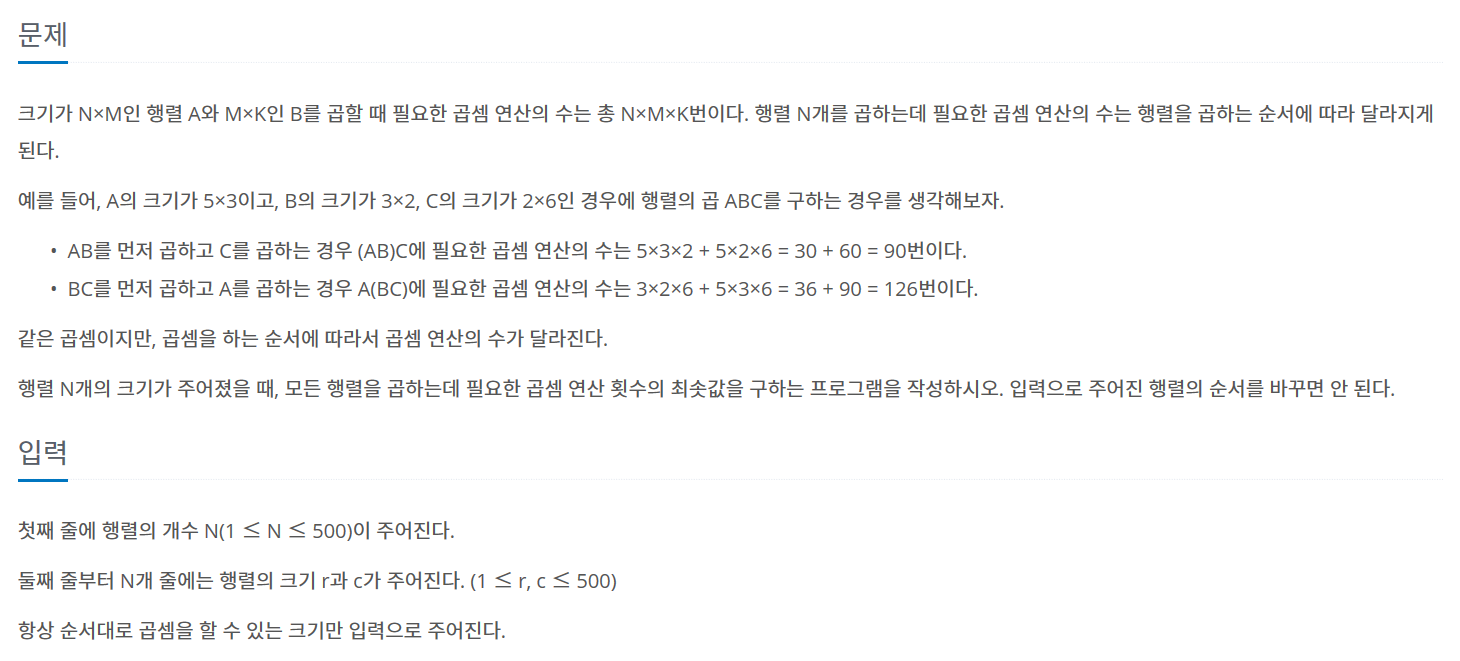 문제
크기가 N×M인 행렬 A와 M×K인 B를 곱할 때 필요한 곱셈 연산의 수는 총 N×M×K번이다. 행렬 N개를 곱하는데 필요한 곱셈 연산의 수는 행렬을 곱하는 순서에 따라 달라지게
된다.
예를 들어, A의 크기가 5×3이고, B의 크기가 3×2, C의 크기가 2×6인 경우에 행렬의 곱 ABC를 구하는 경우를 생각해보자.
• AB를 먼저 곱하고 C를 곱하는 경우 (AB)C에 필요한 곱셈 연산의 수는 5×3×2 + 5×2×6 = 30 + 60 = 90번이다.
• BC를 먼저 곱하고 A를 곱하는 경우 A(BC)에 필요한 곱셈 연산의 수는 3×2×6 + 5×3×6 = 36 + 90 = 126번이다.
같은 곱셈이지만, 곱셈을 하는 순서에 따라서 곱셈 연산의 수가 달라진다.
행렬 N개의 크기가 주어졌을 때, 모든 행렬을 곱하는데 필요한 곱셈 연산 횟수의 최솟값을 구하는 프로그램을 작성하시오. 입력으로 주어진 행렬의 순서를 바꾸면 안 된다.
입력
첫째 줄에 행렬의 개수 N(1 ≤ N ≤ 500)이 주어진다.
둘째 줄부터 N개 줄에는 행렬의 크기 r과 c가 주어진다. (1 ≤ r, c ≤ 500)
항상 순서대로 곱셈을 할 수 있는 크기만 입력으로 주어진다.